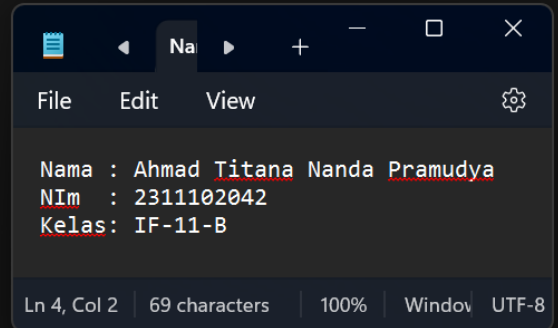 Na
File Edit View
Nama : Ahmad Titana Nanda Pramudya
NIm  : 2311102042
Kelas: IF-11-B
Ln 4, Col 2 69 characters 100% Window UTF-8